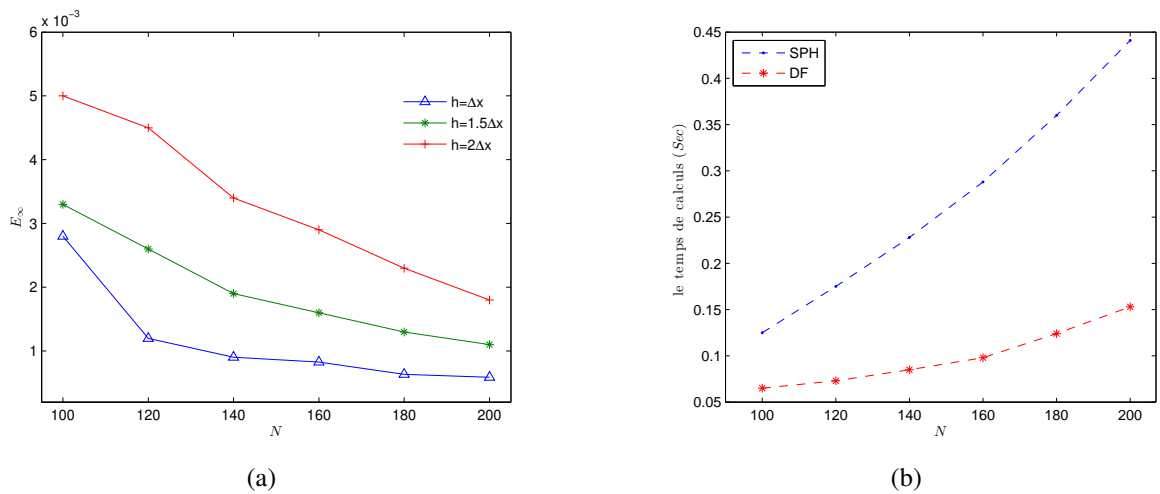 × 10⁻³
6
5
4
3
2
1
E∞
100 120 140 160 180 200
N
h=Δx
h=1.5Δx
h=2Δx
(a)
0.45
0.4
0.35
0.3
0.25
0.2
0.15
0.1
0.05
le temps de calculs (Sec)
100 120 140 160 180 200
N
SPH
DF
(b)